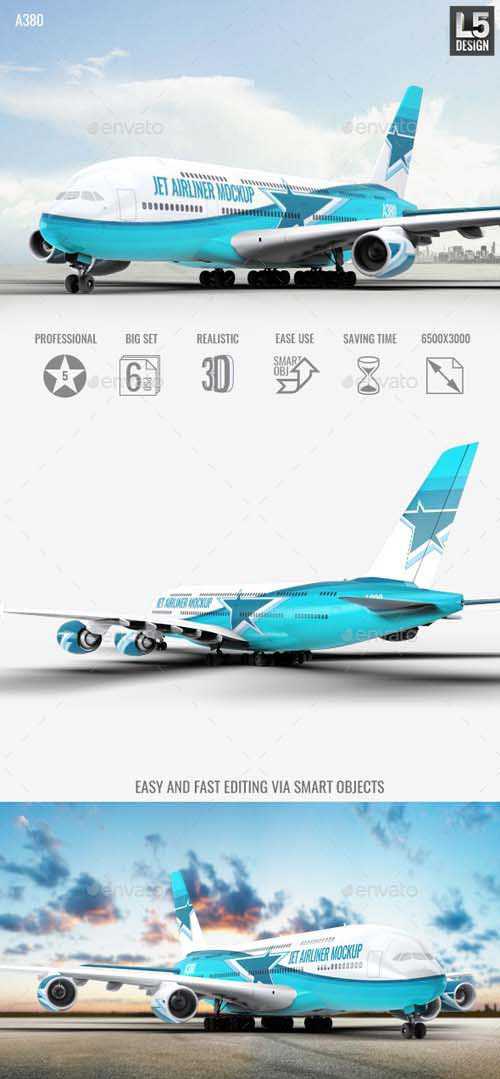 A380
L5
DESIGN
envato envato
JET AIRLINER MOCKUP
A380
PROFESSIONAL BIG SET REALISTIC EASE USE SAVING TIME 6500X3000
5 6 PSD 3D SMART OBJ
envato envato
JET AIRLINER MOCKUP
envato envato
EASY AND FAST EDITING VIA SMART OBJECTS
envato envato
JET AIRLINER MOCKUP